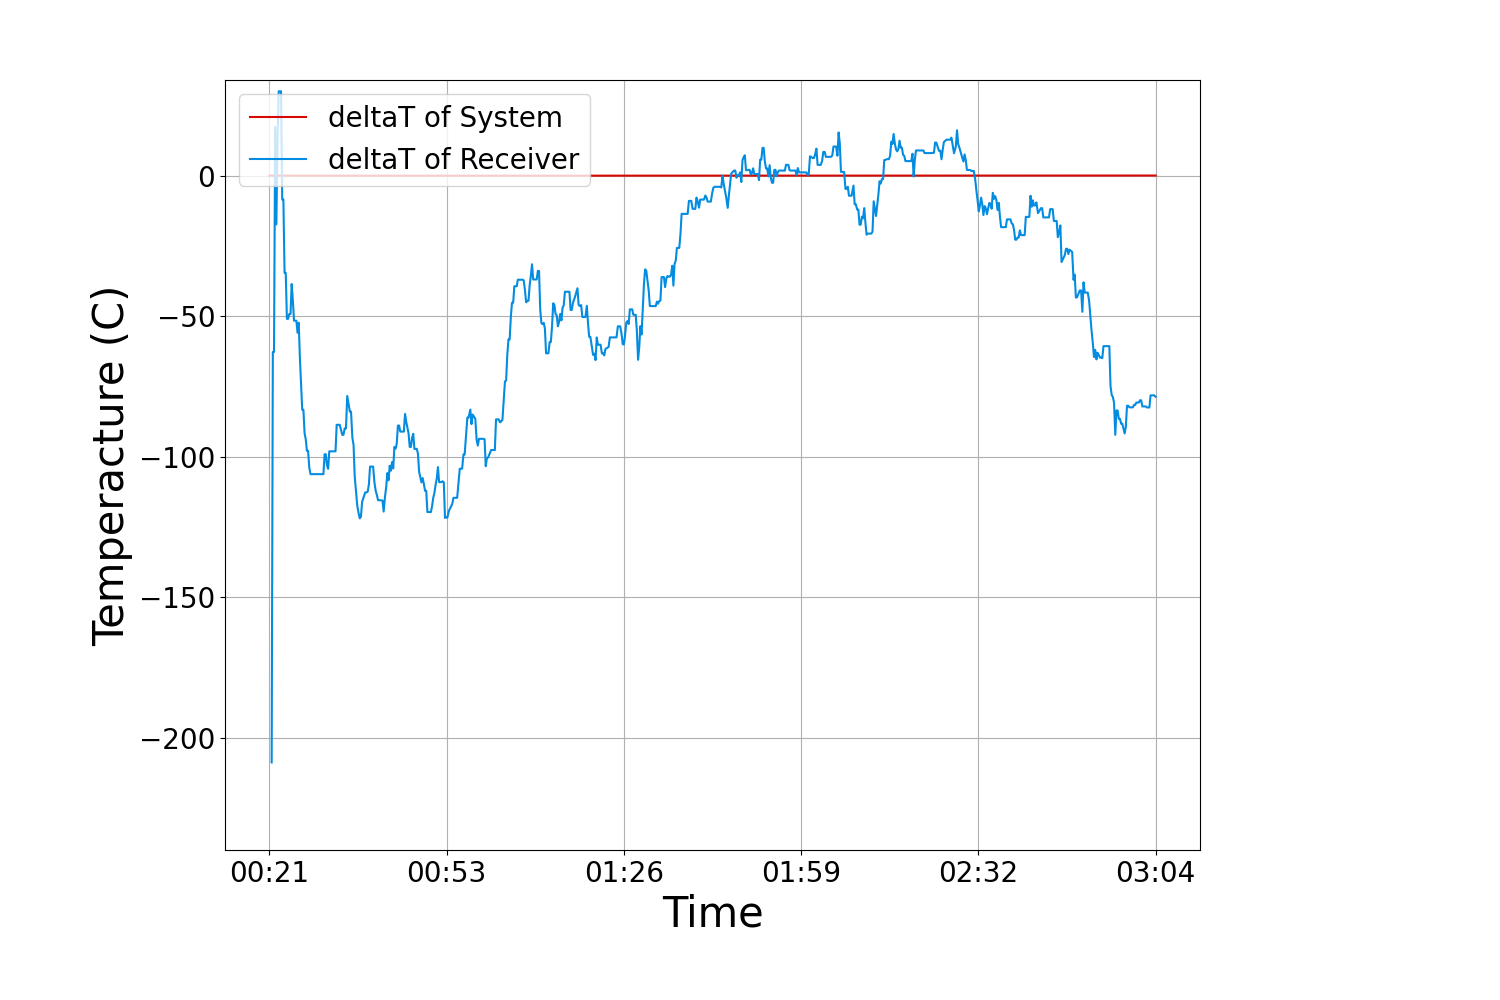 deltaT of System
deltaT of Receiver
0
−50
−100
−150
−200
Temperacture (C)
00:21 00:53 01:26 01:59 02:32 03:04
Time